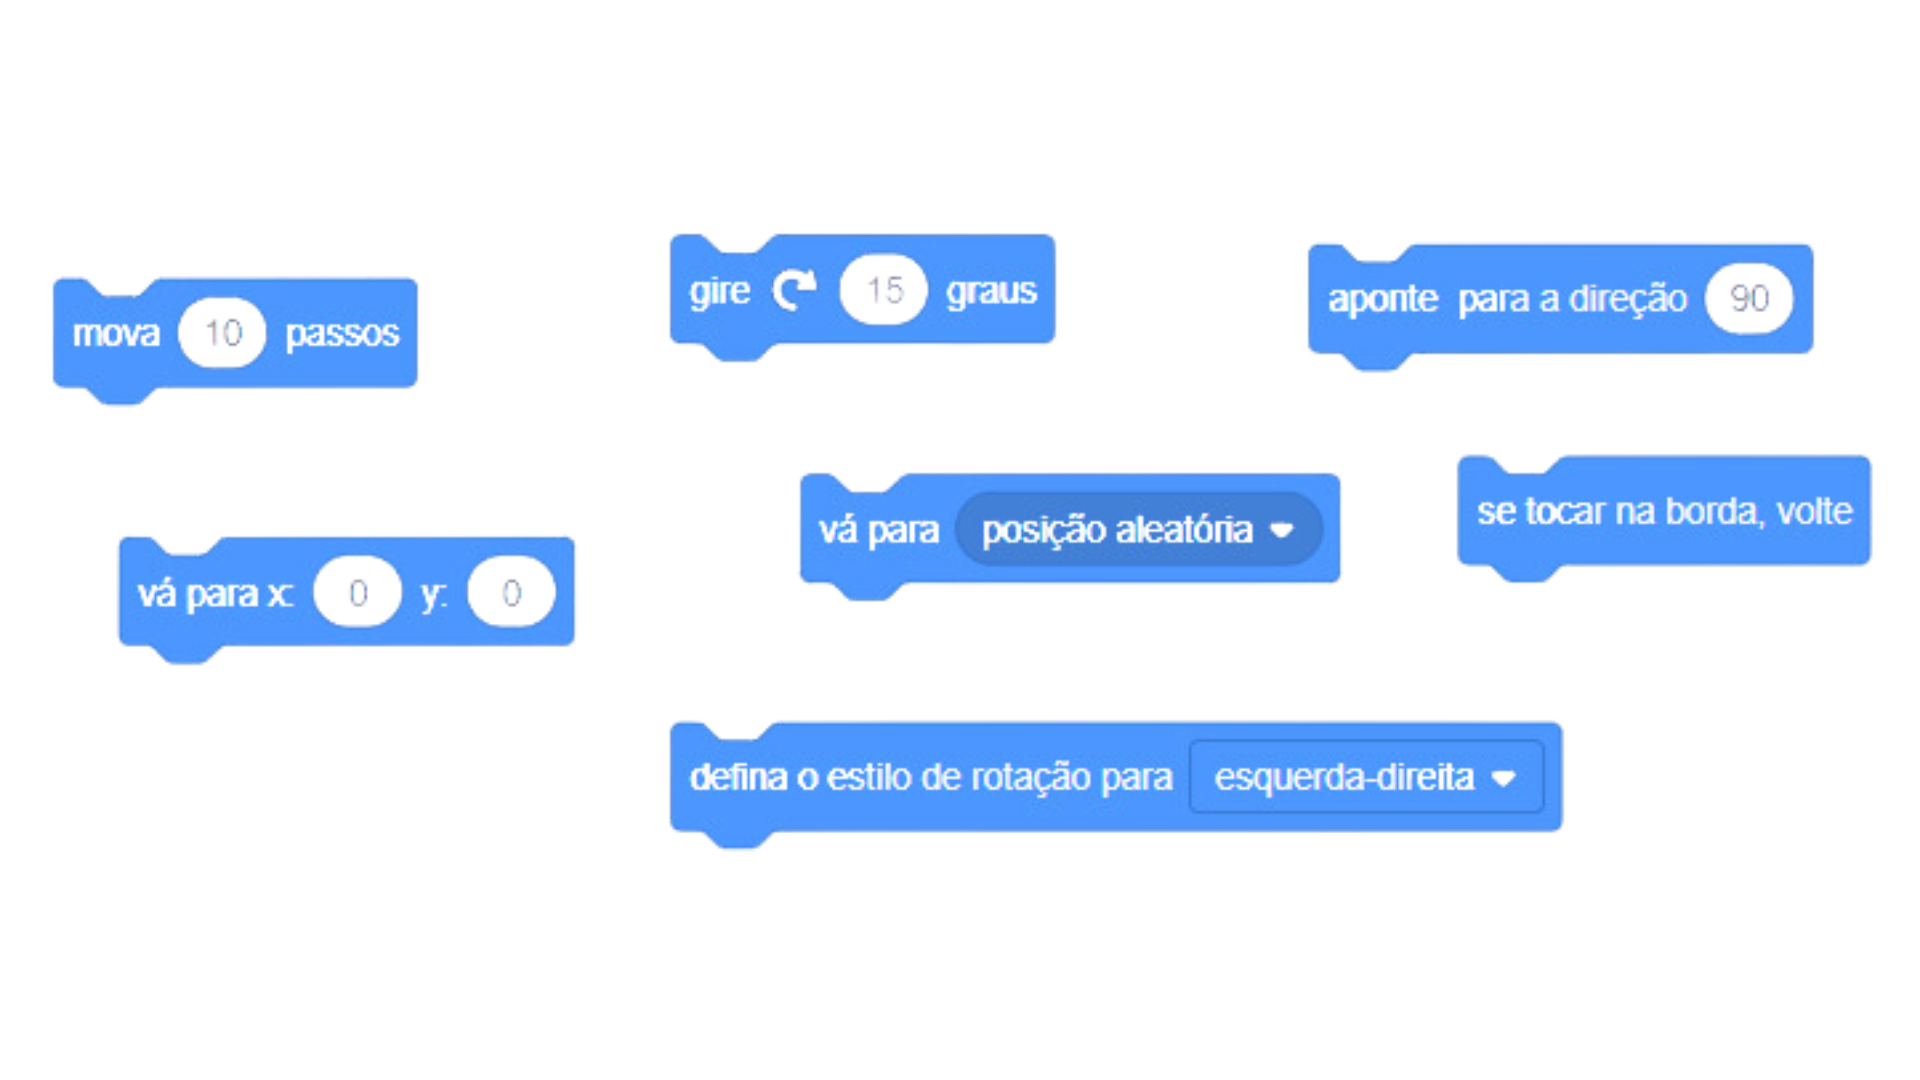 mova 10 passos
gire 15 graus
aponte para a direção 90
vá para x: 0 y: 0
vá para posição aleatória
se tocar na borda, volte
defina o estilo de rotação para esquerda-direita